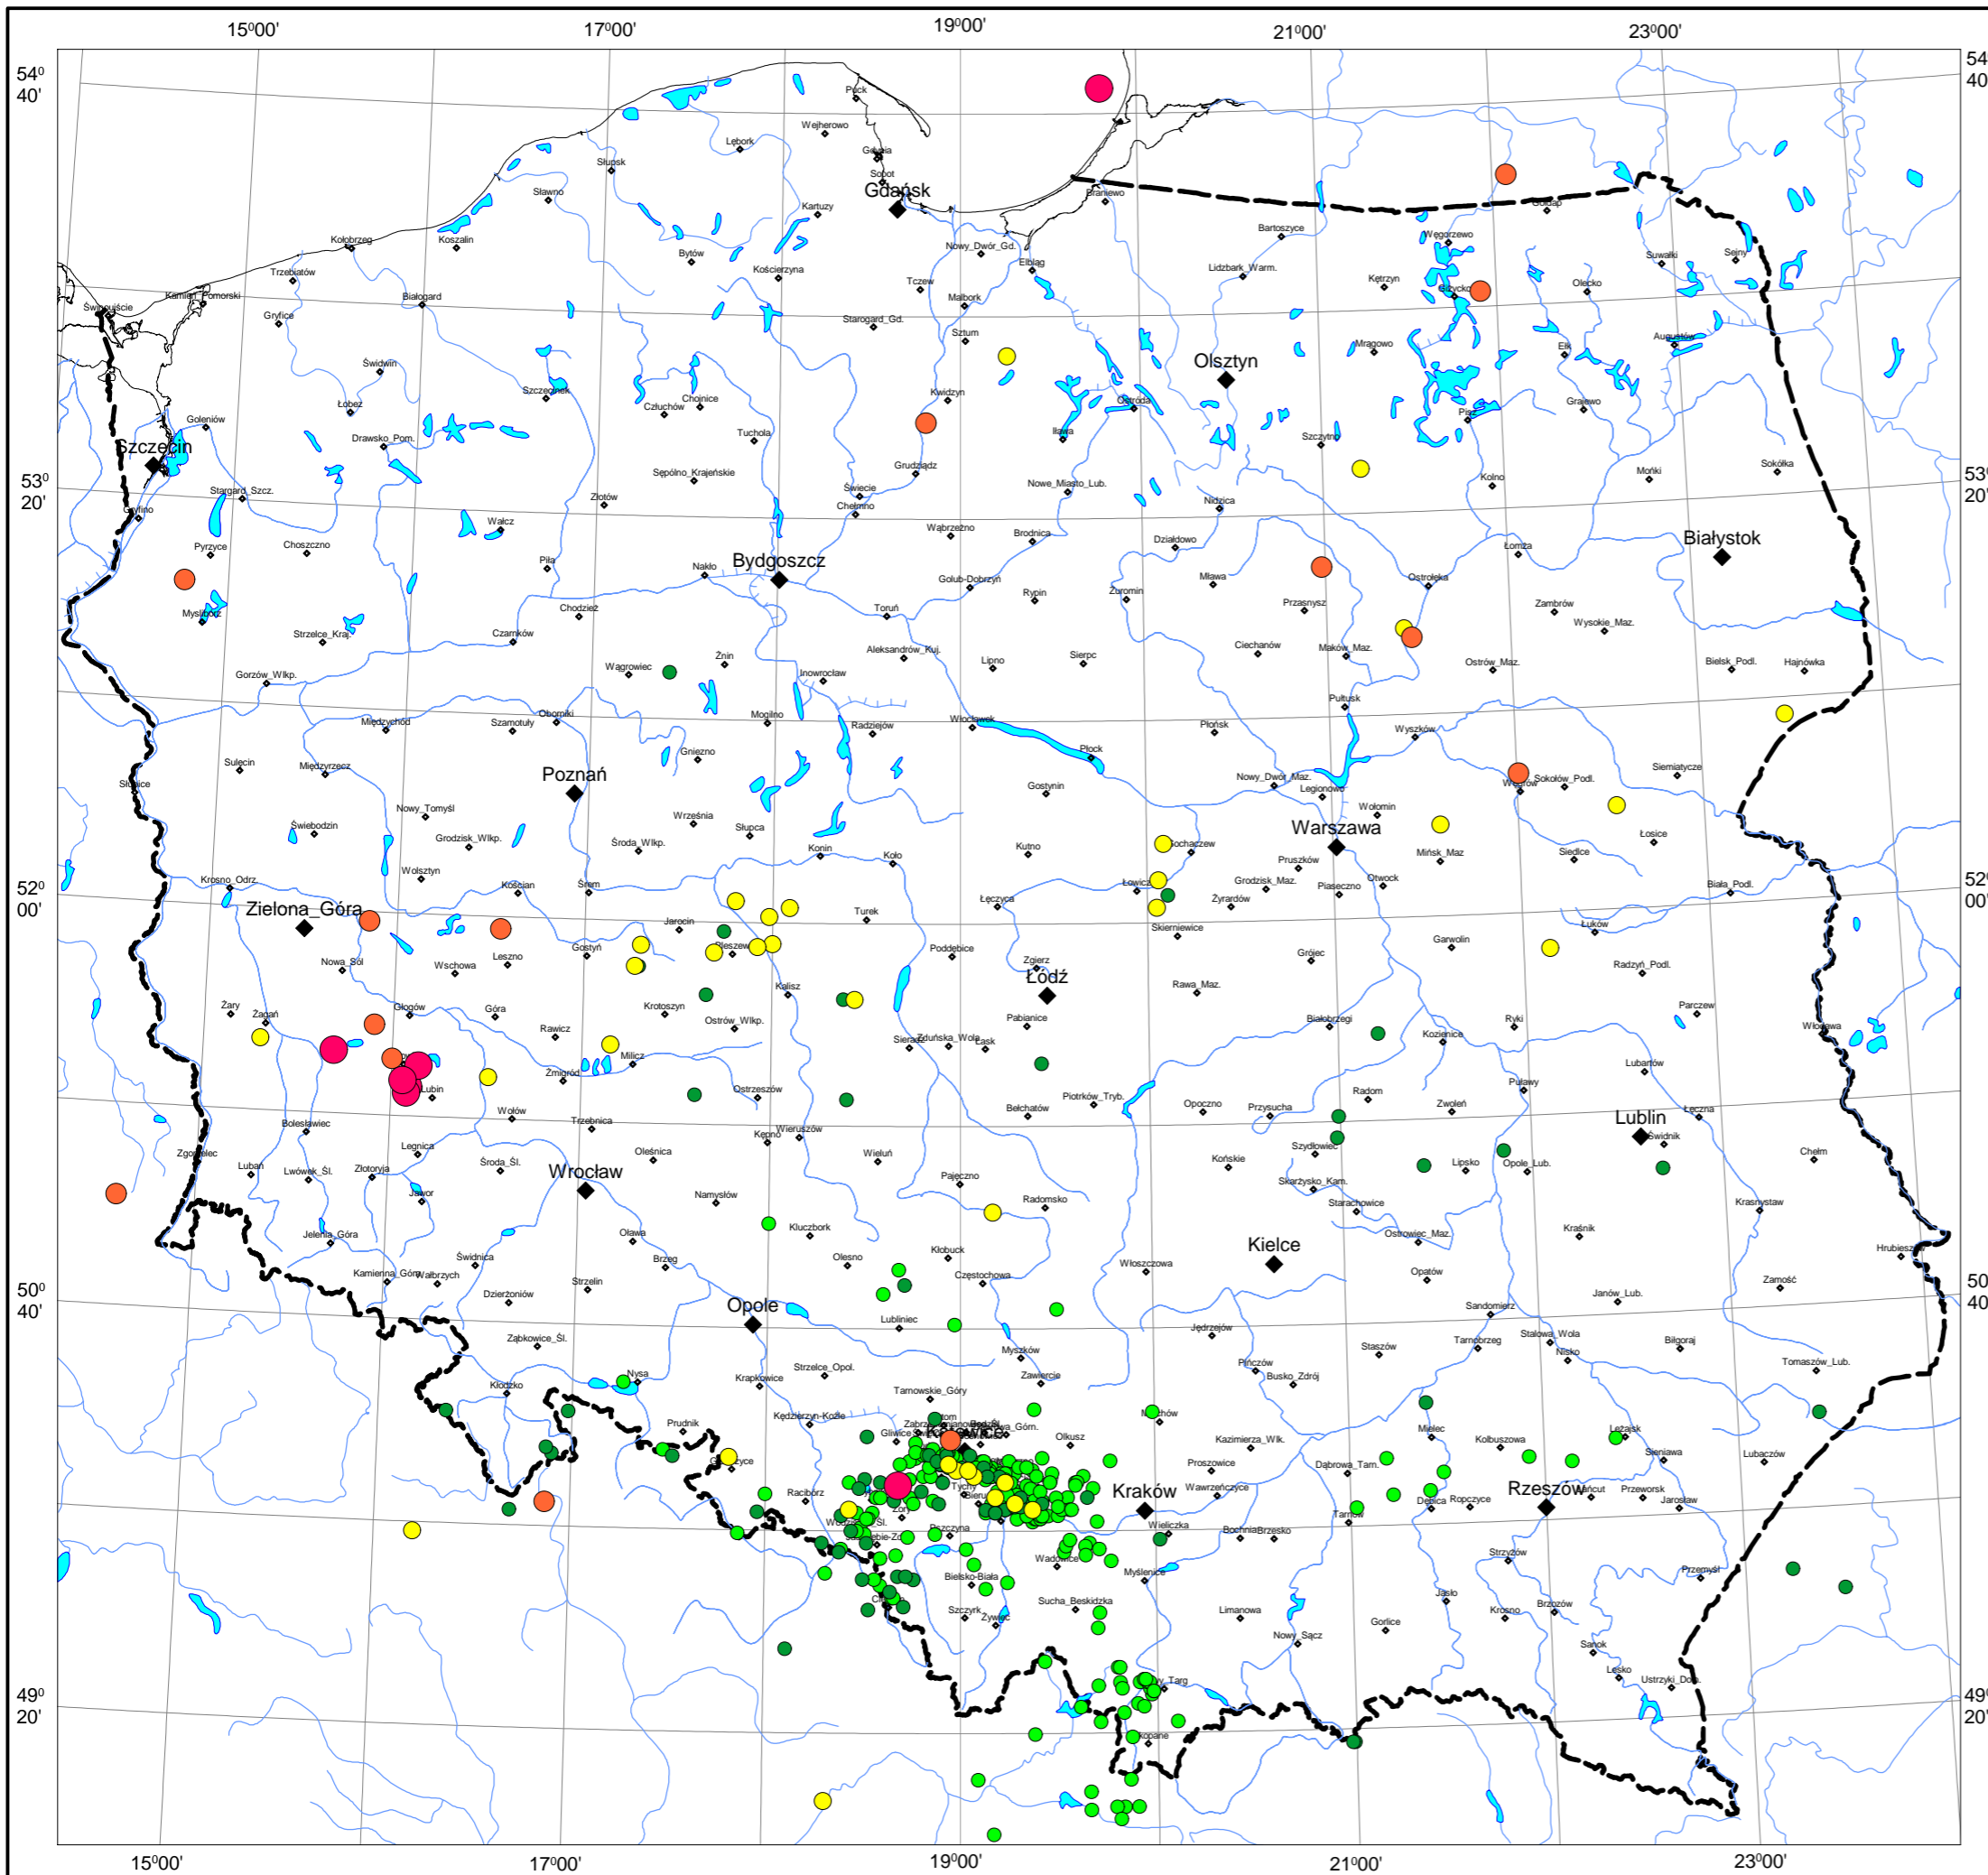 15⁰00' 17⁰00' 19⁰00' 21⁰00' 23⁰00'
54⁰ 40'
54 40
Puck
Wejherowo
Lębork
Gdynia
Słupsk
Sopot
Sławno
Gdańsk
Braniewo
Kartuzy
Gołdap
Bartoszyce
Węgorzewo
Kołobrzeg
Koszalin
Nowy_Dwór_Gd.
Bytów
Suwałki
Sejny
Trzebiatów
Kościerzyna
Elbląg
Lidzbark_Warm.
Kętrzyn
Olecko
Tczew
Giżycko
Kamień_Pomorski
Białogard
Malbork
Świnoujście
Gryfice
Starogard_Gd.
Sztum
Augustów
Mrągowo
Ełk
Świdwin
Olsztyn
Szczecinek
Kwidzyn
Łobez
Człuchów
Chojnice
Ostróda
Grajewo
Pisz
Goleniów
Iława
Szczecin
Drawsko_Pom.
Tuchola
Szczytno
Sępólno_Krajeńskie
Grudziądz
Mońki
Sokółka
53⁰ 20'
Kolno
Stargard_Szcz.
Złotów
Świecie
Nowe_Miasto_Lub.
Nidzica
Gryfino
Chełmno
Wałcz
Wąbrzeźno
Brodnica
Działdowo
Białystok
Pyrzyce
Choszczno
Łomża
Piła
Nakło
Bydgoszcz
Golub-Dobrzyń
Mława
Ostrołęka
Rypin
Żuromin
Przasnysz
Zambrów
Myślibórz
Chodzież
Toruń
Wysokie_Maz.
Strzelce_Kraj.
Czarnków
Aleksandrów_Kuj.
Ciechanów
Maków_Maz.
Wągrowiec
Żnin
Lipno
Sierpc
Ostrów_Maz.
Bielsk_Podl.
Hajnówka
Gorzów_Wlkp.
Inowrocław
Pułtusk
Międzychód
Szamotuły
Oborniki
Mogilno
Radziejów
Włocławek
Płońsk
Wyszków
Gniezno
Płock
Sulęcin
Międzyrzecz
Poznań
Nowy_Dwór_Maz.
Sokołów_Podl.
Siemiatycze
Słubice
Gostynin
Legionowo
Węgrów
Nowy_Tomyśl
Wołomin
Świebodzin
Września
Słupca
Warszawa
Grodzisk_Wlkp.
Środa_Wlkp.
Konin
Koło
Kutno
Sochaczew
Mińsk_Maz
Siedlce
Łosice
Pruszków
Wolsztyn
Krosno_Odrz.
Kościan
Śrem
Łowicz
Grodzisk_Maz.
Piaseczno
Otwock
Biała_Podl.
52⁰ 00'
Zielona_Góra
Łęczyca
Żyrardów
Jarocin
Turek
Skierniewice
Łuków
Leszno
Gostyń
Pleszew
Poddębice
Grójec
Garwolin
Nowa_Sól
Wschowa
Zgierz
Łódź
Radzyń_Podl.
Kalisz
Rawa_Maz.
Żary
Żagań
Głogów
Góra
Krotoszyn
Ostrów_Wlkp.
Pabianice
Białobrzegi
Ryki
Parczew
Rawicz
Sieradz
Zduńska_Wola
Łask
Kozienice
Włodawa
Milicz
Żmigród
Lubartów
Lubin
Ostrzeszów
Piotrków_Tryb.
Radom
Puławy
Bełchatów
Opoczno
Przysucha
Zwoleń
Łęczna
Wołów
Trzebnica
Lublin
Bolesławiec
Kępno
Wieruszów
Świdnik
Zgorzelec
Legnica
Szydłowiec
Lubań
Lwówek_Śl.
Złotoryja
Środa_Śl.
Wrocław
Oleśnica
Wieluń
Końskie
Lipsko
Opole_Lub.
Chełm
Jawor
Namysłów
Pajęczno
Radomsko
Skarżysko_Kam.
Starachowice
Krasnystaw
Jelenia_Góra
Oława
Kluczbork
Kielce
Ostrowiec_Maz.
Kraśnik
Świdnica
Brzeg
Olesno
Kłobuck
Hrubieszów
Kamienna_Góra
Wałbrzych
Strzelin
Częstochowa
Włoszczowa
Opatów
Zamość
50⁰ 40'
Dzierżoniów
Opole
Sandomierz
Janów_Lub.
Ząbkowice_Śl.
Lubliniec
Jędrzejów
Tarnobrzeg
Stalowa_Wola
Biłgoraj
Myszków
Staszów
Nisko
Nysa
Strzelce_Opol.
Pińczów
Tomaszów_Lub.
Kłodzko
Krapkowice
Zawiercie
Busko_Zdrój
Tarnowskie_Góry
Prudnik
Kędzierzyn-Koźle
Miechów
Leżajsk
Gliwice
Katowice
Olkusz
Kazimierza_Wlk.
Mielec
Kolbuszowa
Sieniawa
Lubaczów
Proszowice
Dąbrowa_Tarn.
Racibórz
Tychy
Kraków
Wawrzeńczyce
Dębica
Ropczyce
Rzeszów
Łańcut
Przeworsk
Jarosław
Żory
Tarnów
Pszczyna
Wieliczka
Bochnia
Brzesko
Wadowice
Strzyżów
Bielsko-Biała
Myślenice
Przemyśl
Cieszyn
Jasło
Szczyrk
Żywiec
Sucha_Beskidzka
Limanowa
Gorlice
Krosno
Brzozów
Nowy_Sącz
Sanok
Lesko
Ustrzyki_Dol.
49⁰ 20'
15⁰00' 17⁰00' 19⁰00' 21⁰00' 23⁰00'